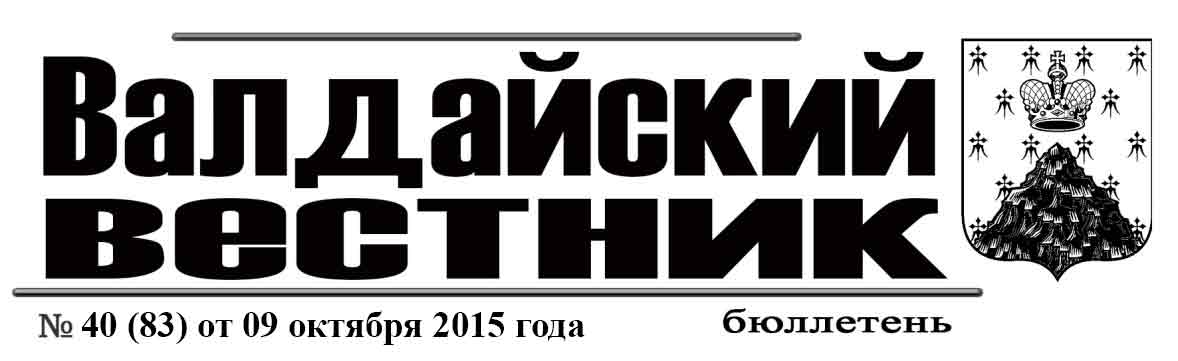 Валдайский
вестник
№ 40 (83) от 09 октября 2015 года
бюллетень